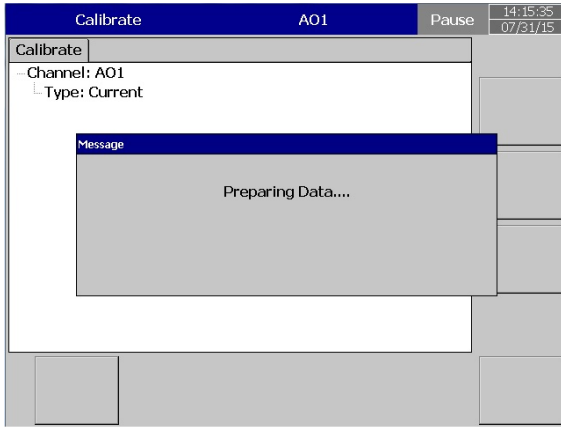 Calibrate AO1 Pause 14:15:35
07/31/15
Calibrate
Channel: AO1
Type: Current
Message
Preparing Data....